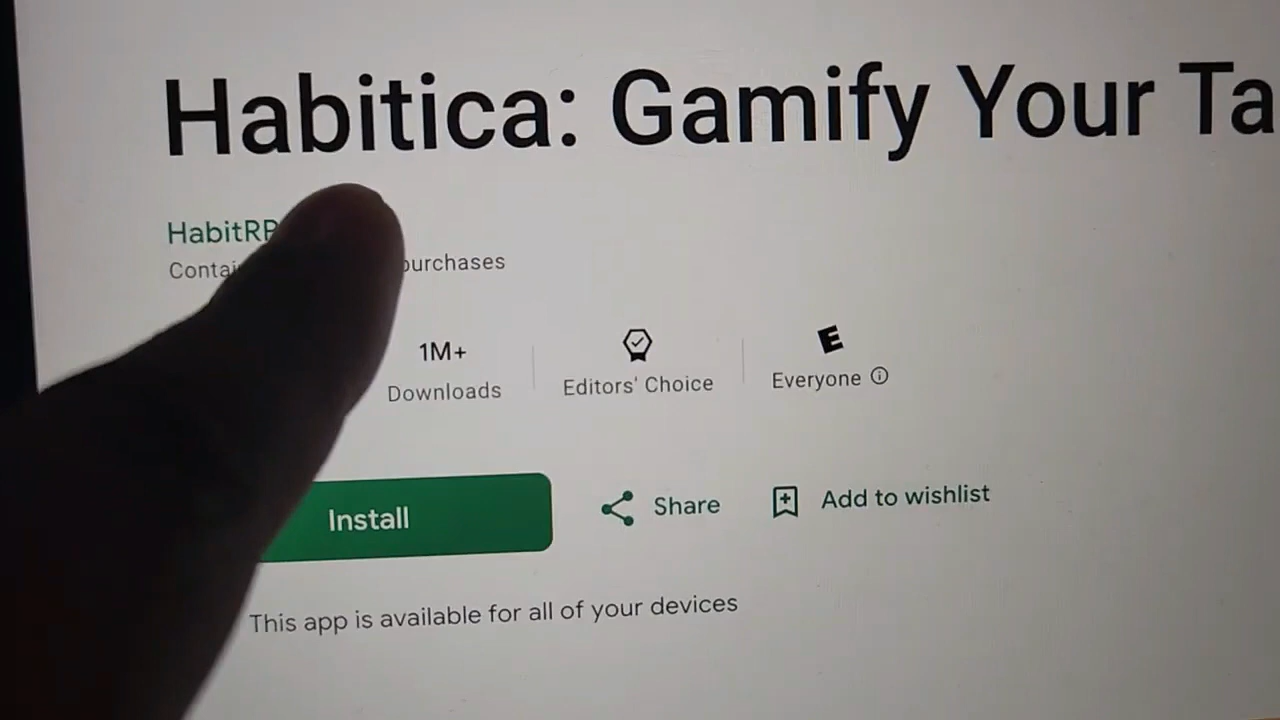 Habitica: Gamify Your Ta
HabitRP
Contai purchases
1M+
Downloads
Editors' Choice
E
Everyone
Install
Share
Add to wishlist
This app is available for all of your devices